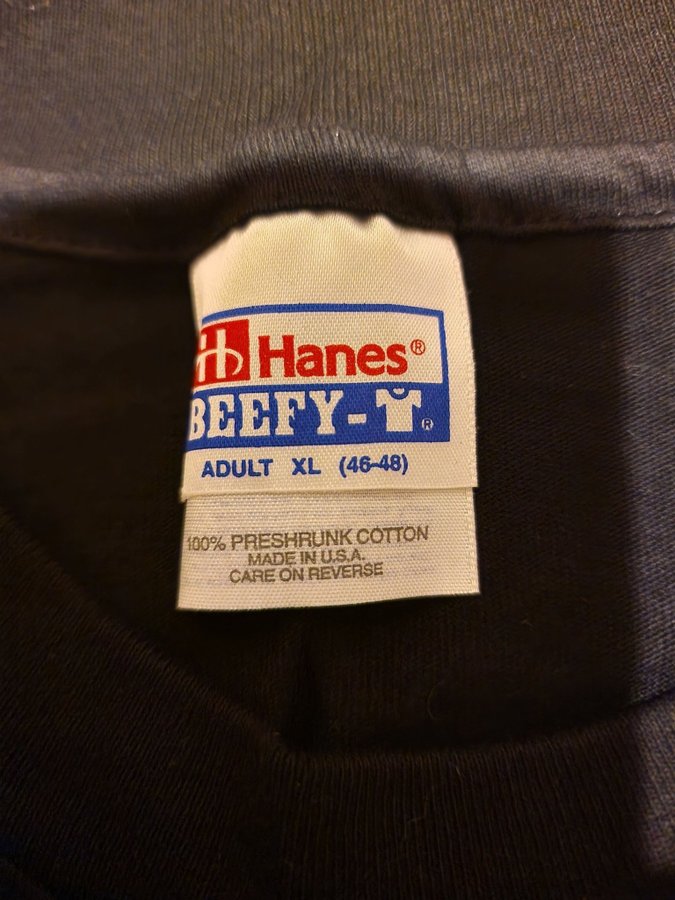 Hanes®
BEEFY-T®
ADULT XL (46-48)
100% PRESHRUNK COTTON
MADE IN U.S.A.
CARE ON REVERSE